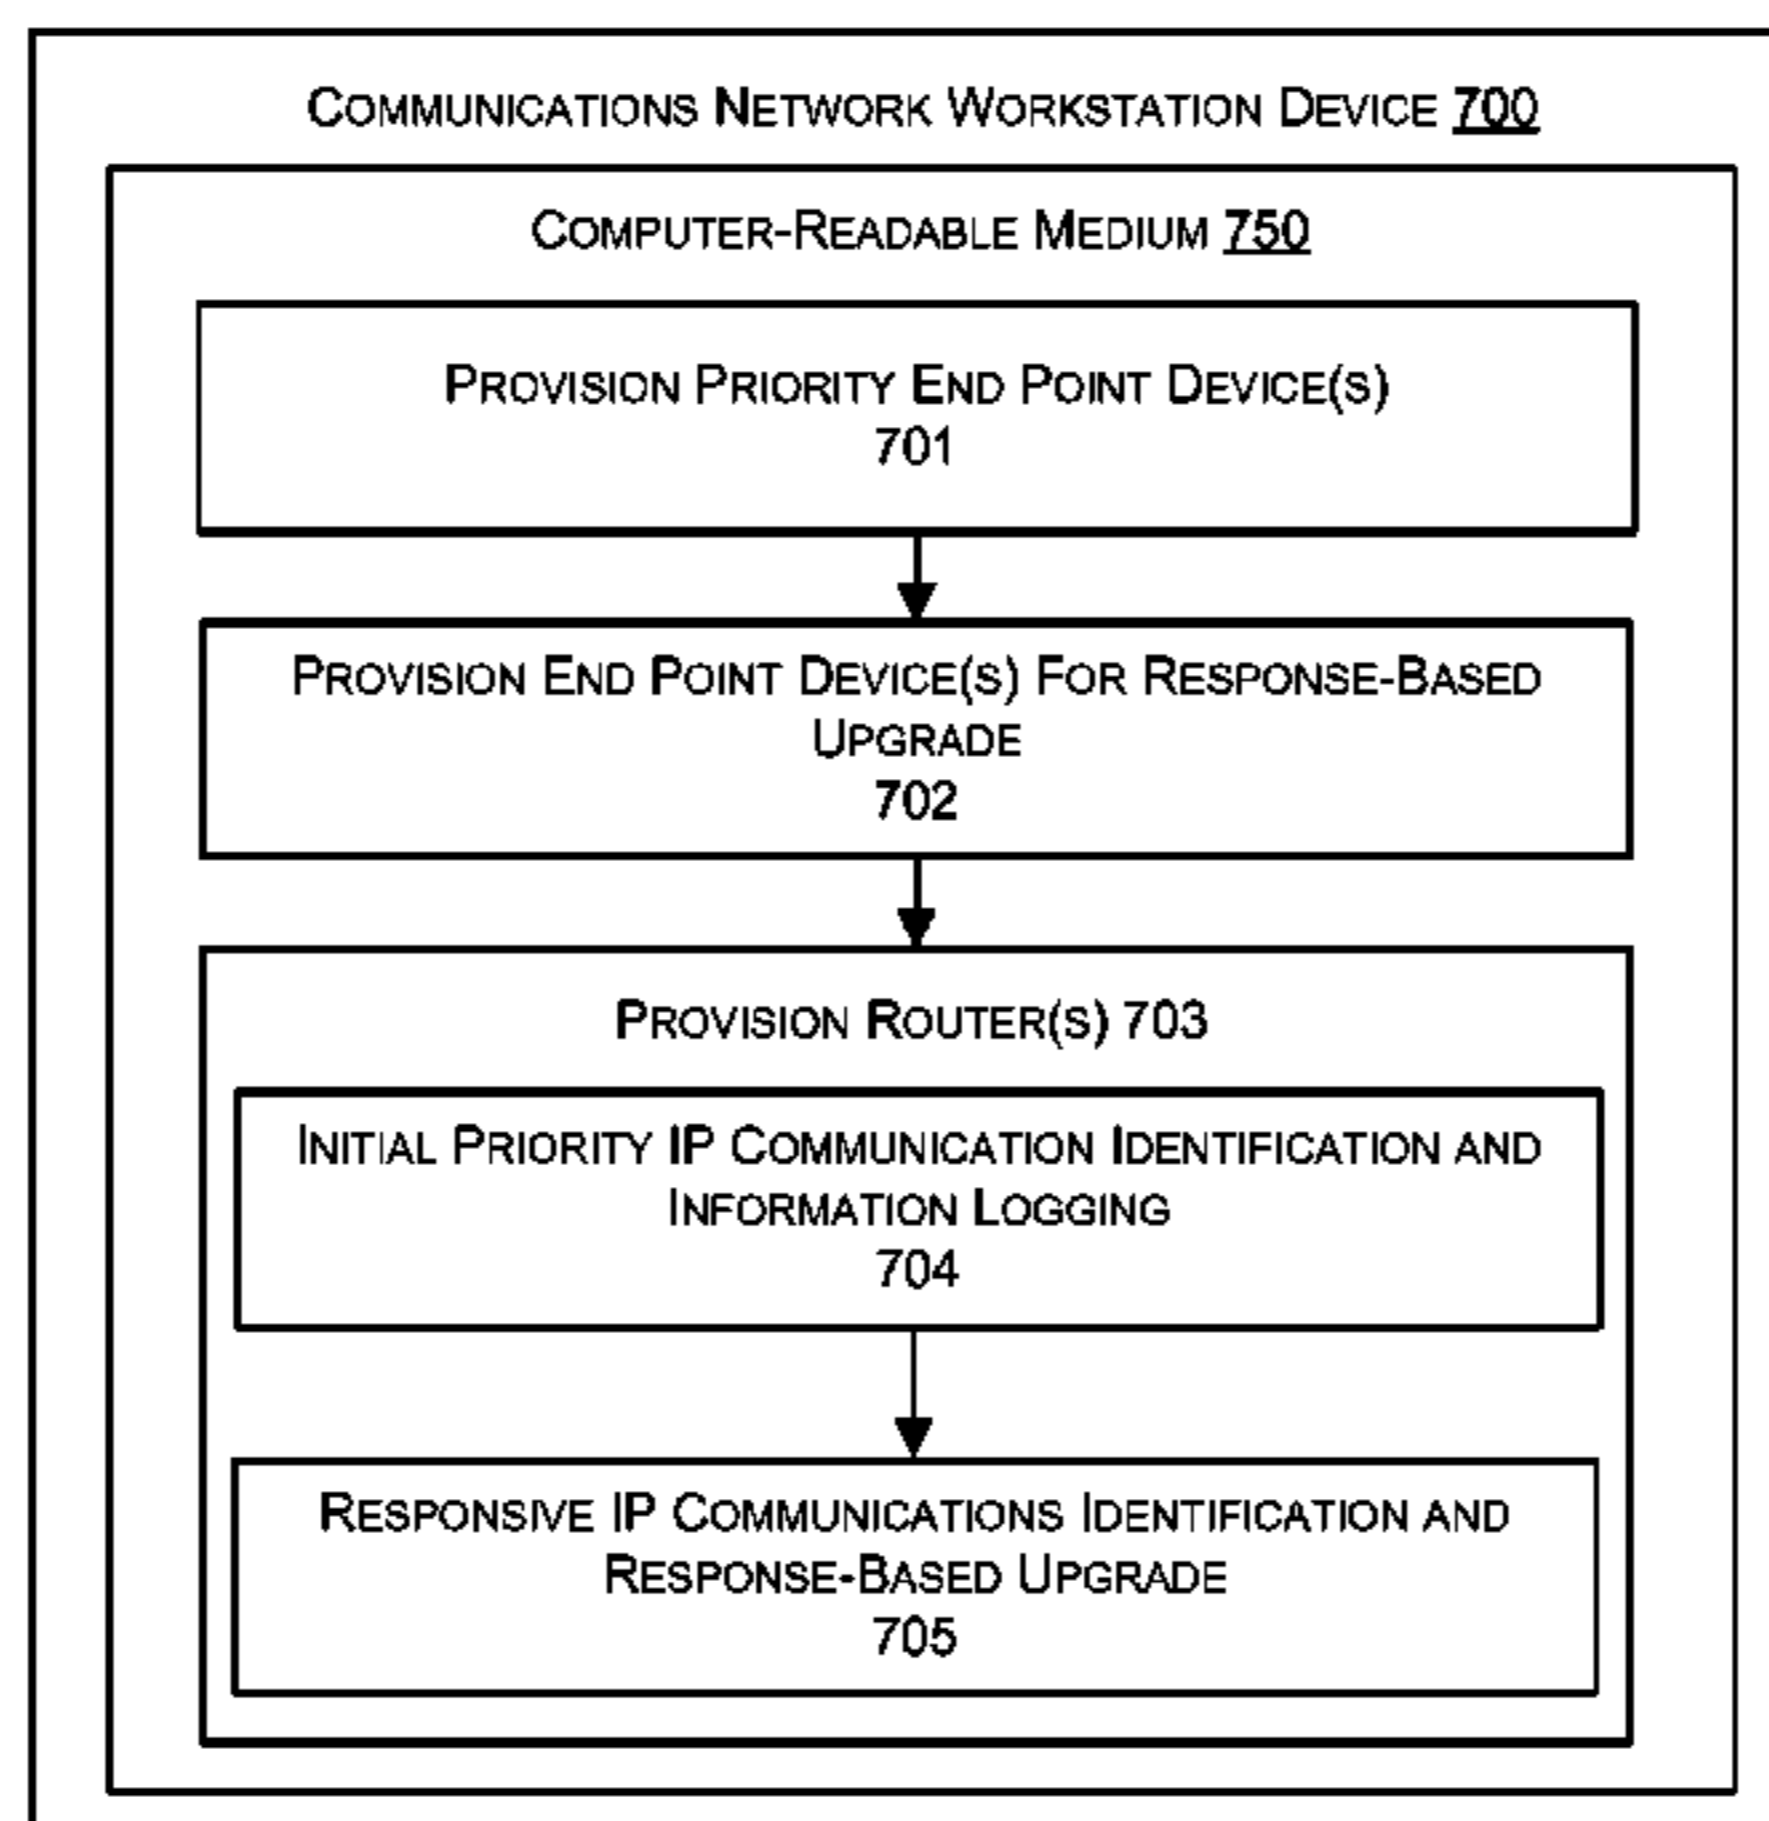 COMMUNICATIONS NETWORK WORKSTATION DEVICE 700
COMPUTER-READABLE MEDIUM 750
PROVISION PRIORITY END POINT DEVICE(S)
701
PROVISION END POINT DEVICE(S) FOR RESPONSE-BASED
UPGRADE
702
PROVISION ROUTER(S) 703
INITIAL PRIORITY IP COMMUNICATION IDENTIFICATION AND
INFORMATION LOGGING
704
RESPONSIVE IP COMMUNICATIONS IDENTIFICATION AND
RESPONSE-BASED UPGRADE
705